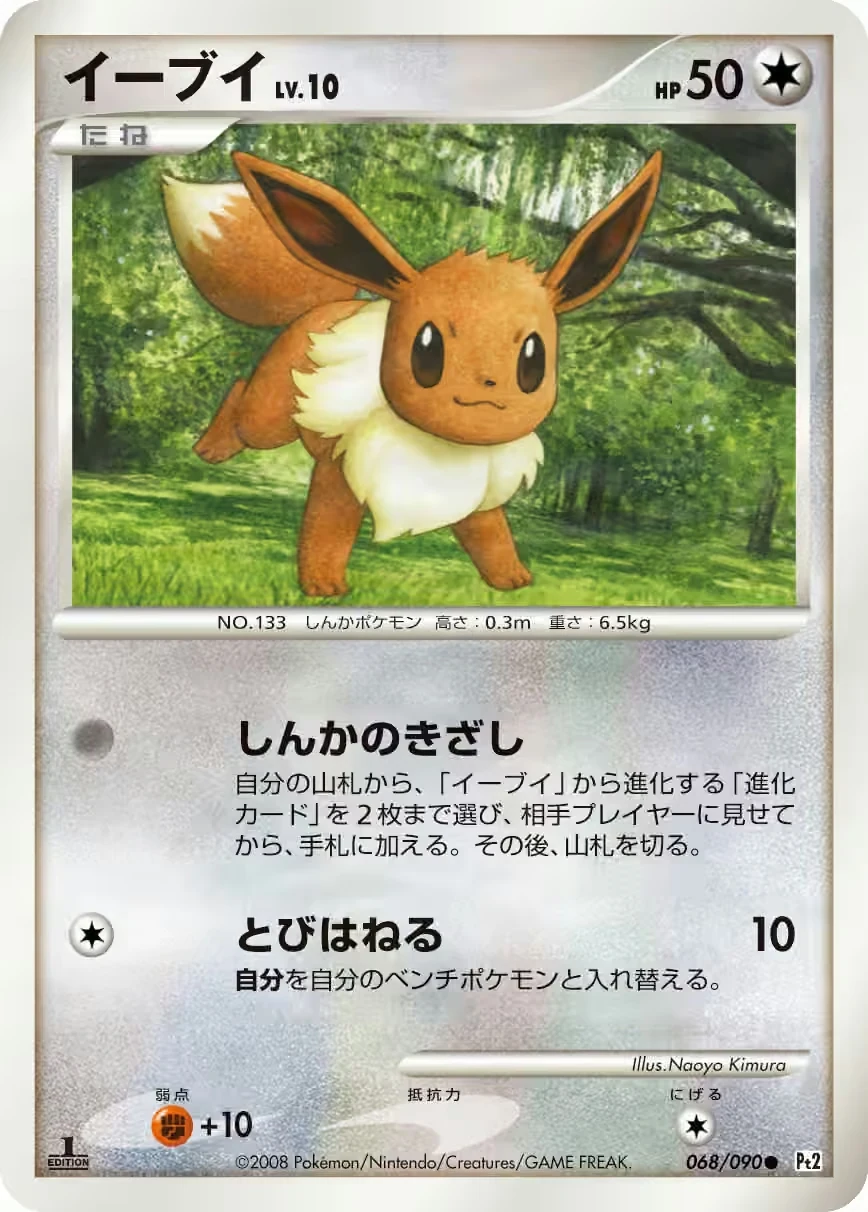 イーブイ LV.10 HP 50
たね
NO.133 しんかポケモン 高さ:0.3m 重さ:6.5kg
しんかのきざし
自分の山札から、「イーブイ」から進化する「進化
カード」を2枚まで選び、相手プレイヤーに見せて
から、手札に加える。その後、山札を切る。
とびはねる 10
自分を自分のベンチポケモンと入れ替える。
Illus.Naoyo Kimura
弱点 抵抗力 にげる
+10
1 EDITION
©2008 Pokémon/Nintendo/Creatures/GAME FREAK. 068/090● Pt2